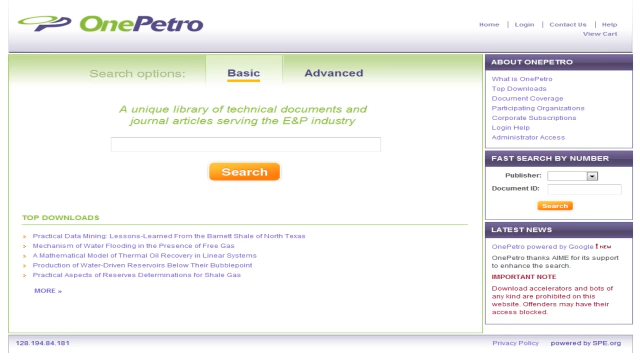 OnePetro
Home | Login | Contact Us | Help
View Cart
Search options: Basic Advanced
A unique library of technical documents and
journal articles serving the E&P industry
Search
TOP DOWNLOADS
» Practical Data Mining: Lessons-Learned From the Barnett Shale of North Texas
» Mechanism of Water Flooding in the Presence of Free Gas
» A Mathematical Model of Thermal Oil Recovery in Linear Systems
» Production of Water-Driven Reservoirs Below Their Bubblepoint
» Practical Aspects of Reserves Determinations for Shale Gas
MORE »
ABOUT ONEPETRO
What is OnePetro
Top Downloads
Document Coverage
Participating Organizations
Corporate Subscriptions
Login Help
Administrator Access
FAST SEARCH BY NUMBER
Publisher:
Document ID:
Search
LATEST NEWS
OnePetro powered by Google ! NEW
OnePetro thanks AIME for its support
to enhance the search.
IMPORTANT NOTE
Download accelerators and bots of
any kind are prohibited on this
website. Offenders may have their
access blocked.
128.194.84.181
Privacy Policy powered by SPE.org